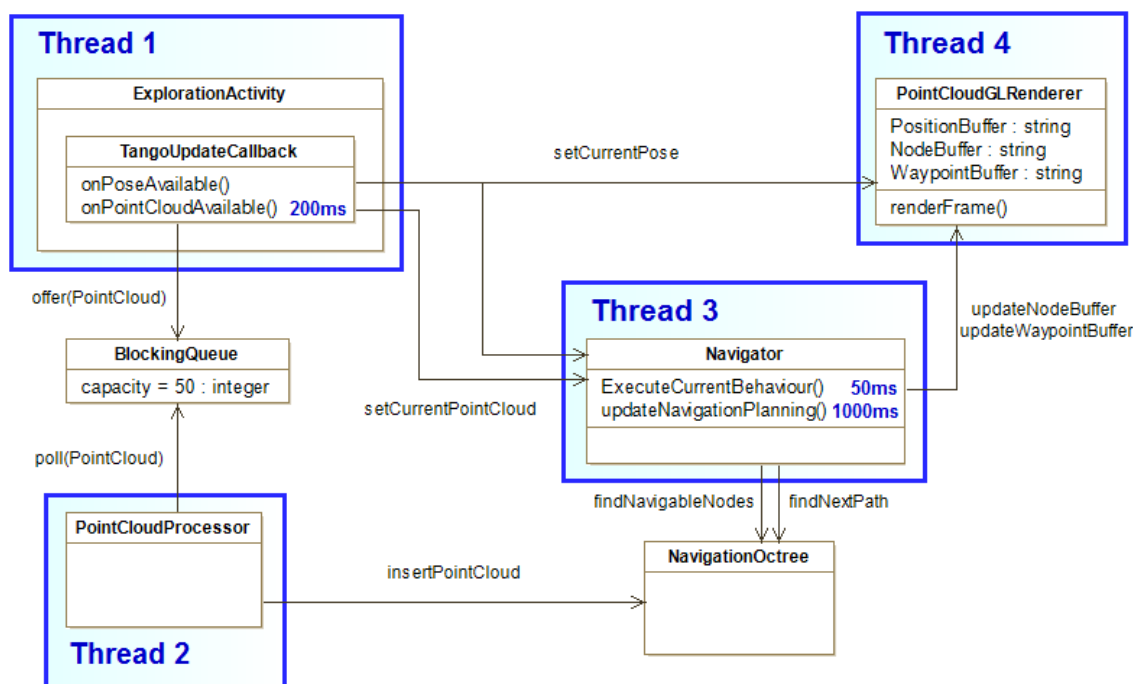 Thread 1
ExplorationActivity
TangoUpdateCallback
onPoseAvailable()
onPointCloudAvailable() 200ms
setCurrentPose
Thread 4
PointCloudGLRenderer
PositionBuffer : string
NodeBuffer : string
WaypointBuffer : string
renderFrame()
offer(PointCloud)
BlockingQueue
capacity = 50 : integer
poll(PointCloud)
setCurrentPointCloud
Thread 3
Navigator
ExecuteCurrentBehaviour() 50ms
updateNavigationPlanning() 1000ms
updateNodeBuffer
updateWaypointBuffer
findNavigableNodes
findNextPath
PointCloudProcessor
Thread 2
insertPointCloud
NavigationOctree